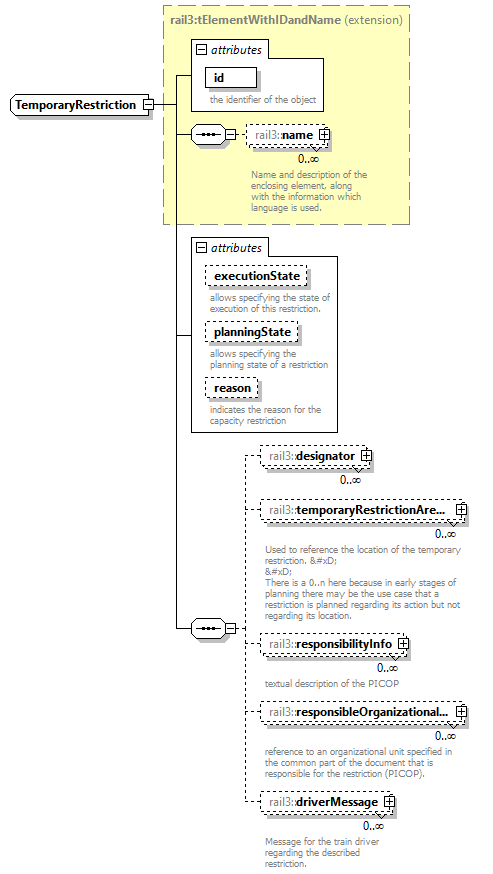 rail3:tElementWithIDandName (extension)
attributes
id
the identifier of the object
TemporaryRestriction
rail3::name
0..∞
Name and description of the
enclosing element, along
with the information which
language is used.
attributes
executionState
allows specifying the state of
execution of this restriction.
planningState
allows specifying the
planning state of a restriction
reason
indicates the reason for the
capacity restriction
rail3::designator
0..∞
rail3::temporaryRestrictionAre...
0..∞
Used to reference the location of the temporary
restriction. &#xD;
&#xD;
There is a 0..n here because in early stages of
planning there may be the use case that a
restriction is planned regarding its action but not
regarding its location.
rail3::responsibilityInfo
0..∞
textual description of the PICOP
rail3::responsibleOrganizational...
0..∞
reference to an organizational unit specified in
the common part of the document that is
responsible for the restriction (PICOP).
rail3::driverMessage
0..∞
Message for the train driver
regarding the described
restriction.